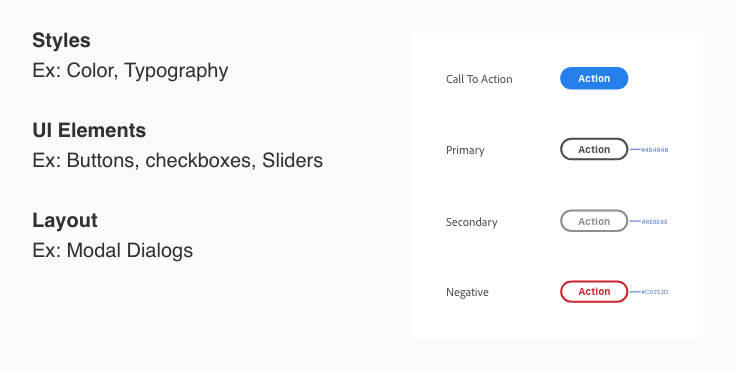 Styles
Ex: Color, Typography
UI Elements
Ex: Buttons, checkboxes, Sliders
Layout
Ex: Modal Dialogs
Call To Action
Action
Primary
Action
#4B4B4B
Secondary
Action
#8E8E8E
Negative
Action
#C9252D